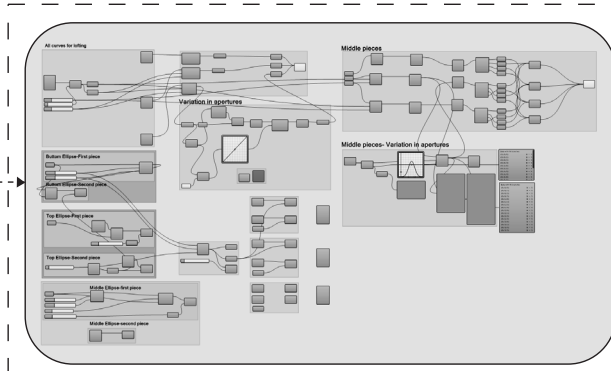 All curves for lofting
Variation in apertures
Middle pieces
Middle pieces- Variation in apertures
Buttom Ellipse-First piece
Buttom Ellipse-Second piece
Top Ellipse-First piece
Top Ellipse-Second piece
Middle Ellipse-first piece
Middle Ellipse-second piece